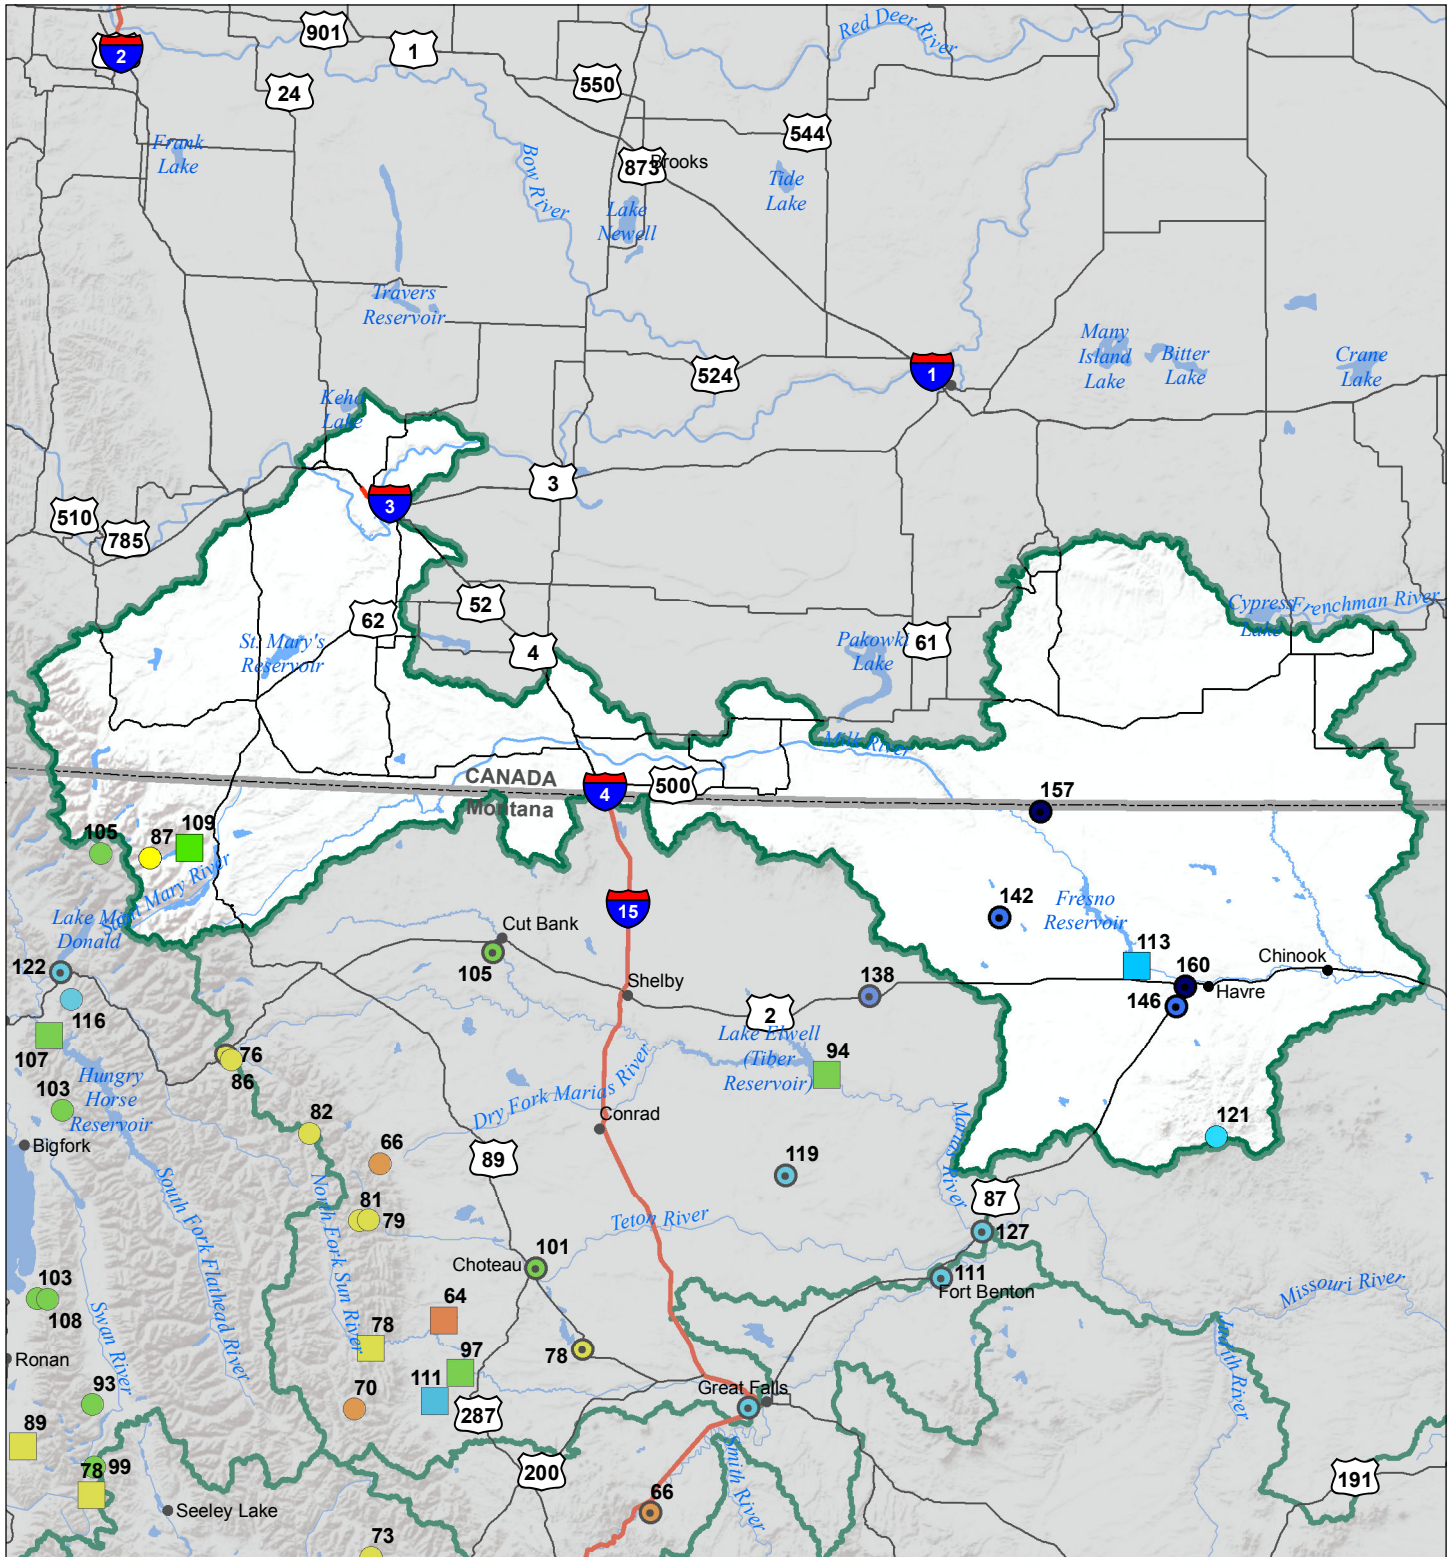 901
2
1
Red Deer River
24
550
544
Frank
Lake
Bow River
873
Brooks
Tide
Lake
Lake
Newell
Travers
Reservoir
Many
Island
Lake
Bitter
Lake
Crane
Lake
524
1
Keho
Lake
3
3
510
785
52
62
4
St. Mary's
Reservoir
Pakowki
Lake
61
Cypress
Lake
Frenchman River
Milk River
CANADA
Montana
4
500
157
105
87
109
Saint Mary River
142
Fresno
Reservoir
15
Lake Mc
Donald
Cut Bank
105
113
Chinook
122
Shelby
138
160
Havre
146
116
2
107
Lake Elwell
(Tiber
Reservoir)
94
76
86
Hungry
Horse
Reservoir
103
Dry Fork Marias River
Conrad
82
Marias River
121
Bigfork
66
89
119
87
South Fork Flathead River
North Fork Sun River
81
79
Teton River
127
101
Choteau
111
Fort Benton
Missouri River
103
108
Swan River
64
78
78
97
Judith River
Ronan
93
70
111
287
Great Falls
89
78
99
200
Smith River
191
Seeley Lake
66
73